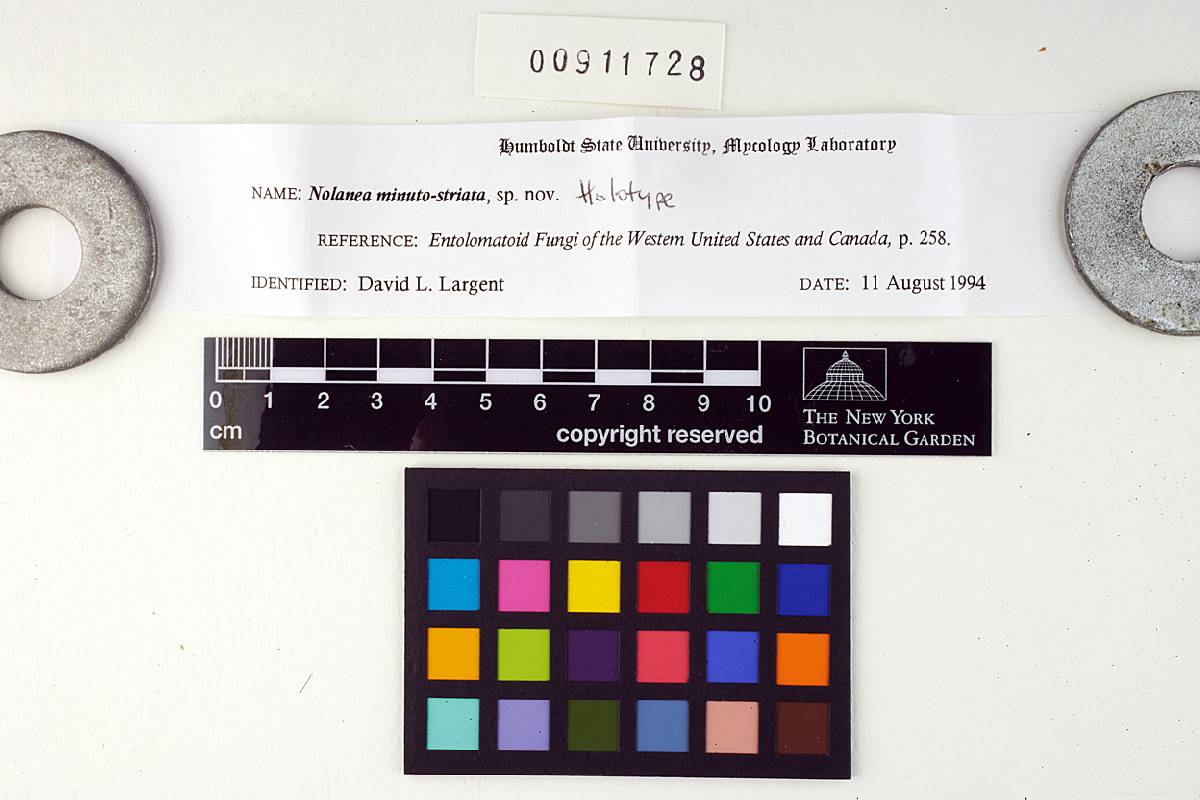 00911728
Humboldt State University, Mycology Laboratory
NAME: Nolanea minuto-striata, sp. nov. Holotype
REFERENCE: Entolomatoid Fungi of the Western United States and Canada, p. 258.
IDENTIFIED: David L. Largent DATE: 11 August 1994
0 1 2 3 4 5 6 7 8 9 10
cm copyright reserved
THE NEW YORK
BOTANICAL GARDEN